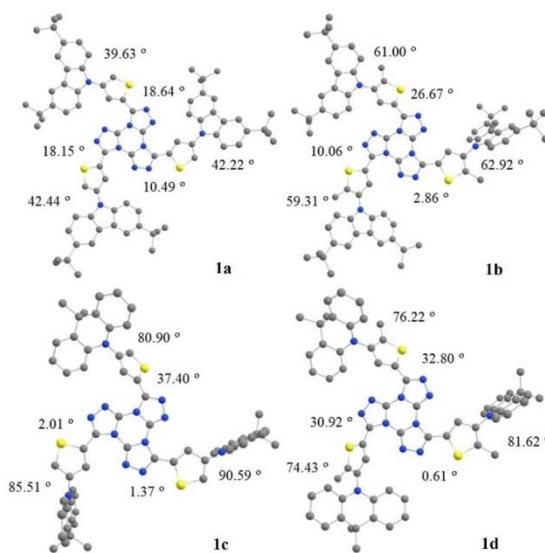 39.63 º
18.64 º
18.15 º
42.22 º
10.49 º
42.44 º
1a
61.00 º
26.67 º
10.06 º
62.92 º
59.31 º
2.86 º
1b
80.90 º
37.40 º
2.01 º
85.51 º
1.37 º
90.59 º
1c
76.22 º
32.80 º
30.92 º
81.62 º
74.43 º
0.61 º
1d